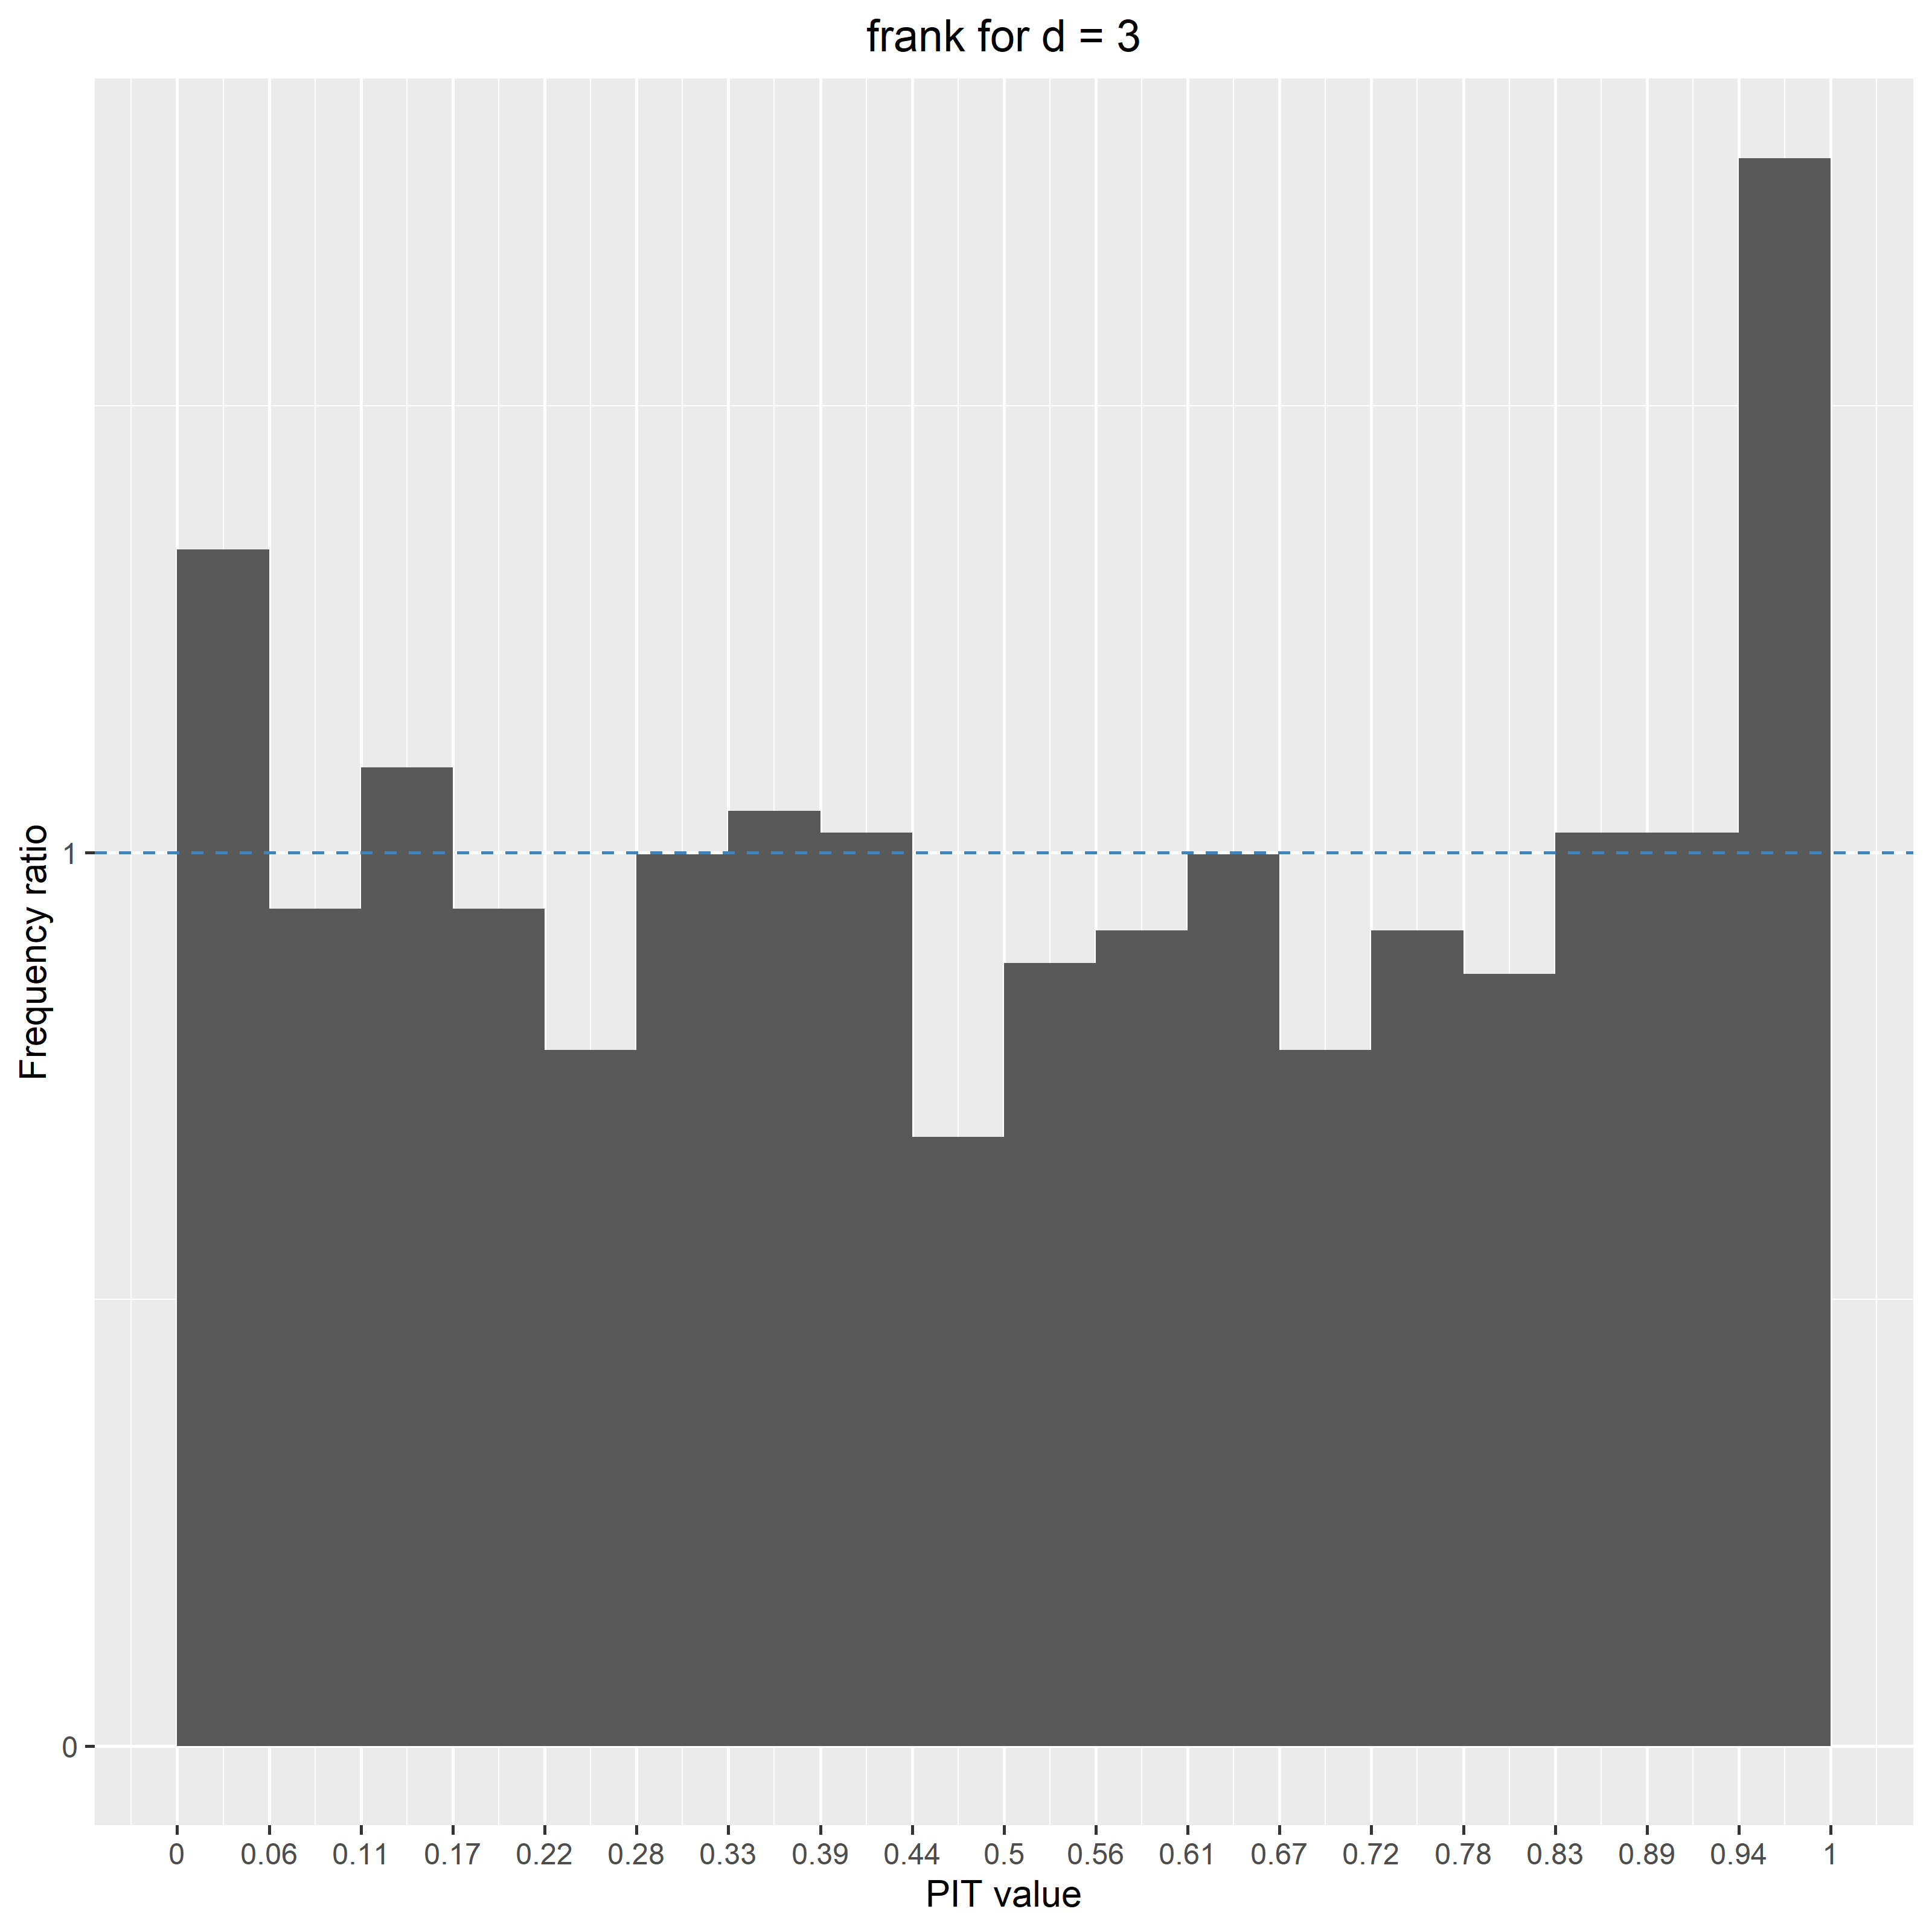 frank for d = 3
Frequency ratio
1
0
0 0.06 0.11 0.17 0.22 0.28 0.33 0.39 0.44 0.5 0.56 0.61 0.67 0.72 0.78 0.83 0.89 0.94 1
PIT value